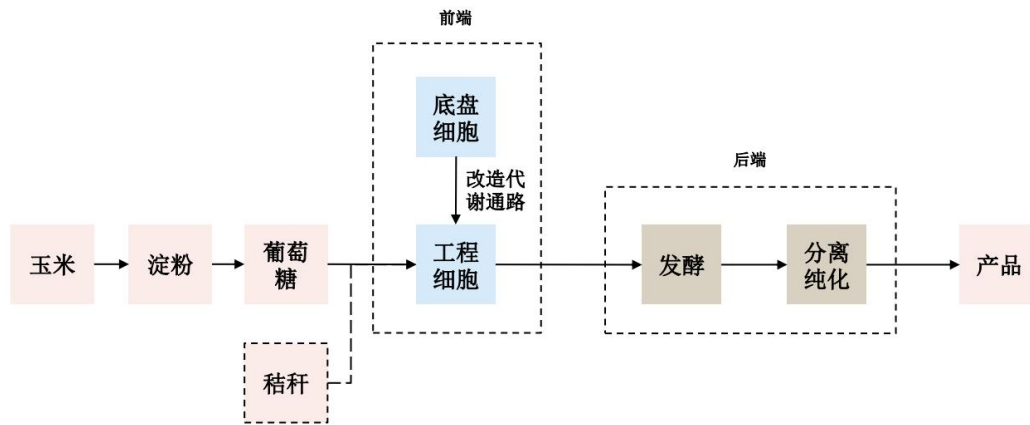 前端
底盘
细胞
改造代
谢通路
后端
玉米
淀粉
葡萄
糖
工程
细胞
发酵
分离
纯化
产品
秸秆